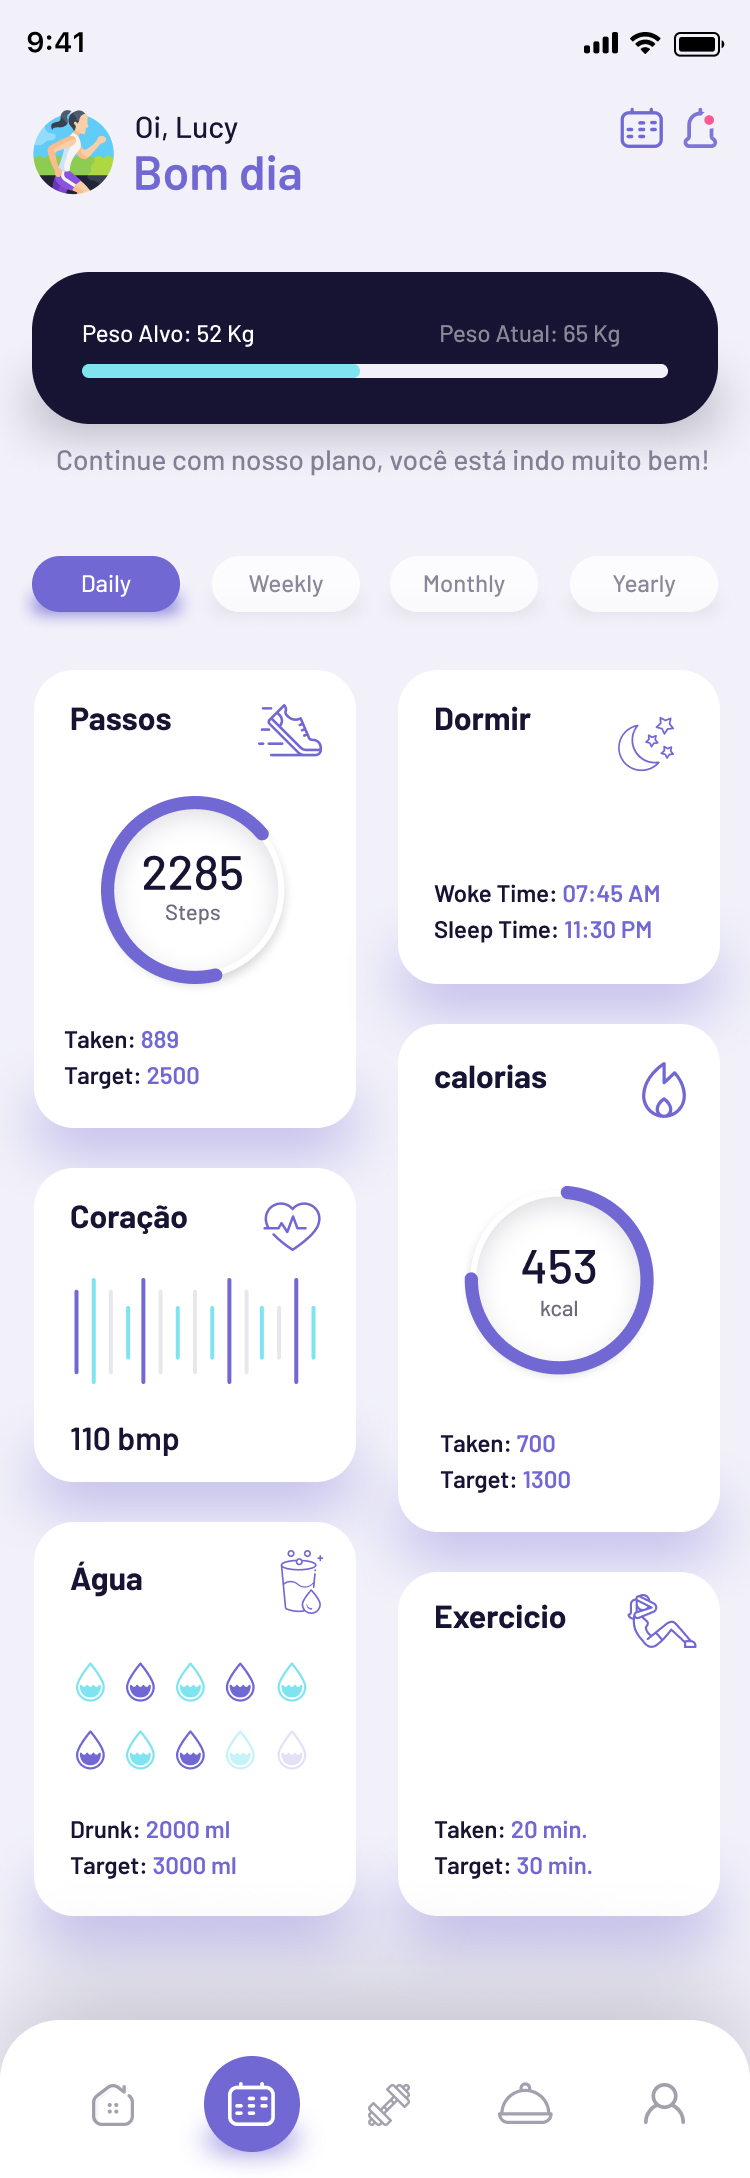 9:41
Oi, Lucy
Bom dia
Peso Alvo: 52 Kg
Peso Atual: 65 Kg
Continue com nosso plano, você está indo muito bem!
Daily
Weekly
Monthly
Yearly
Passos
2285
Steps
Taken: 889
Target: 2500
Dormir
Woke Time: 07:45 AM
Sleep Time: 11:30 PM
Coração
110 bmp
calorias
453
kcal
Taken: 700
Target: 1300
Água
Drunk: 2000 ml
Target: 3000 ml
Exercicio
Taken: 20 min.
Target: 30 min.